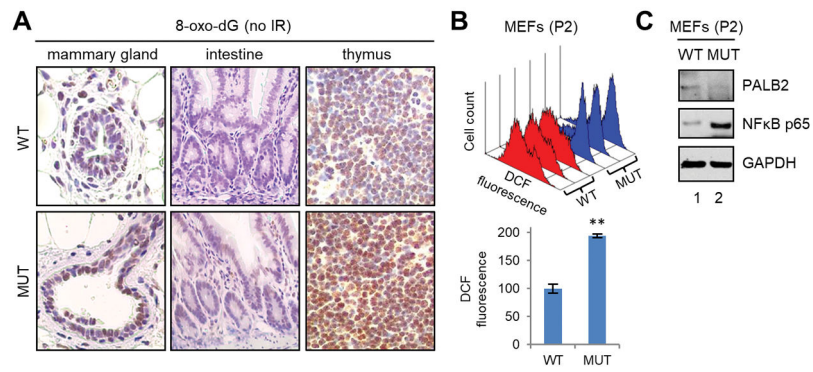 A
8-oxo-dG (no IR)
mammary gland
intestine
thymus
WT
MUT
B
MEFs (P2)
Cell count
DCF
fluorescence
WT
MUT
**
200
150
100
50
0
DCF
fluorescence
WT
MUT
C
MEFs (P2)
WT MUT
PALB2
NFκB p65
GAPDH
1 2